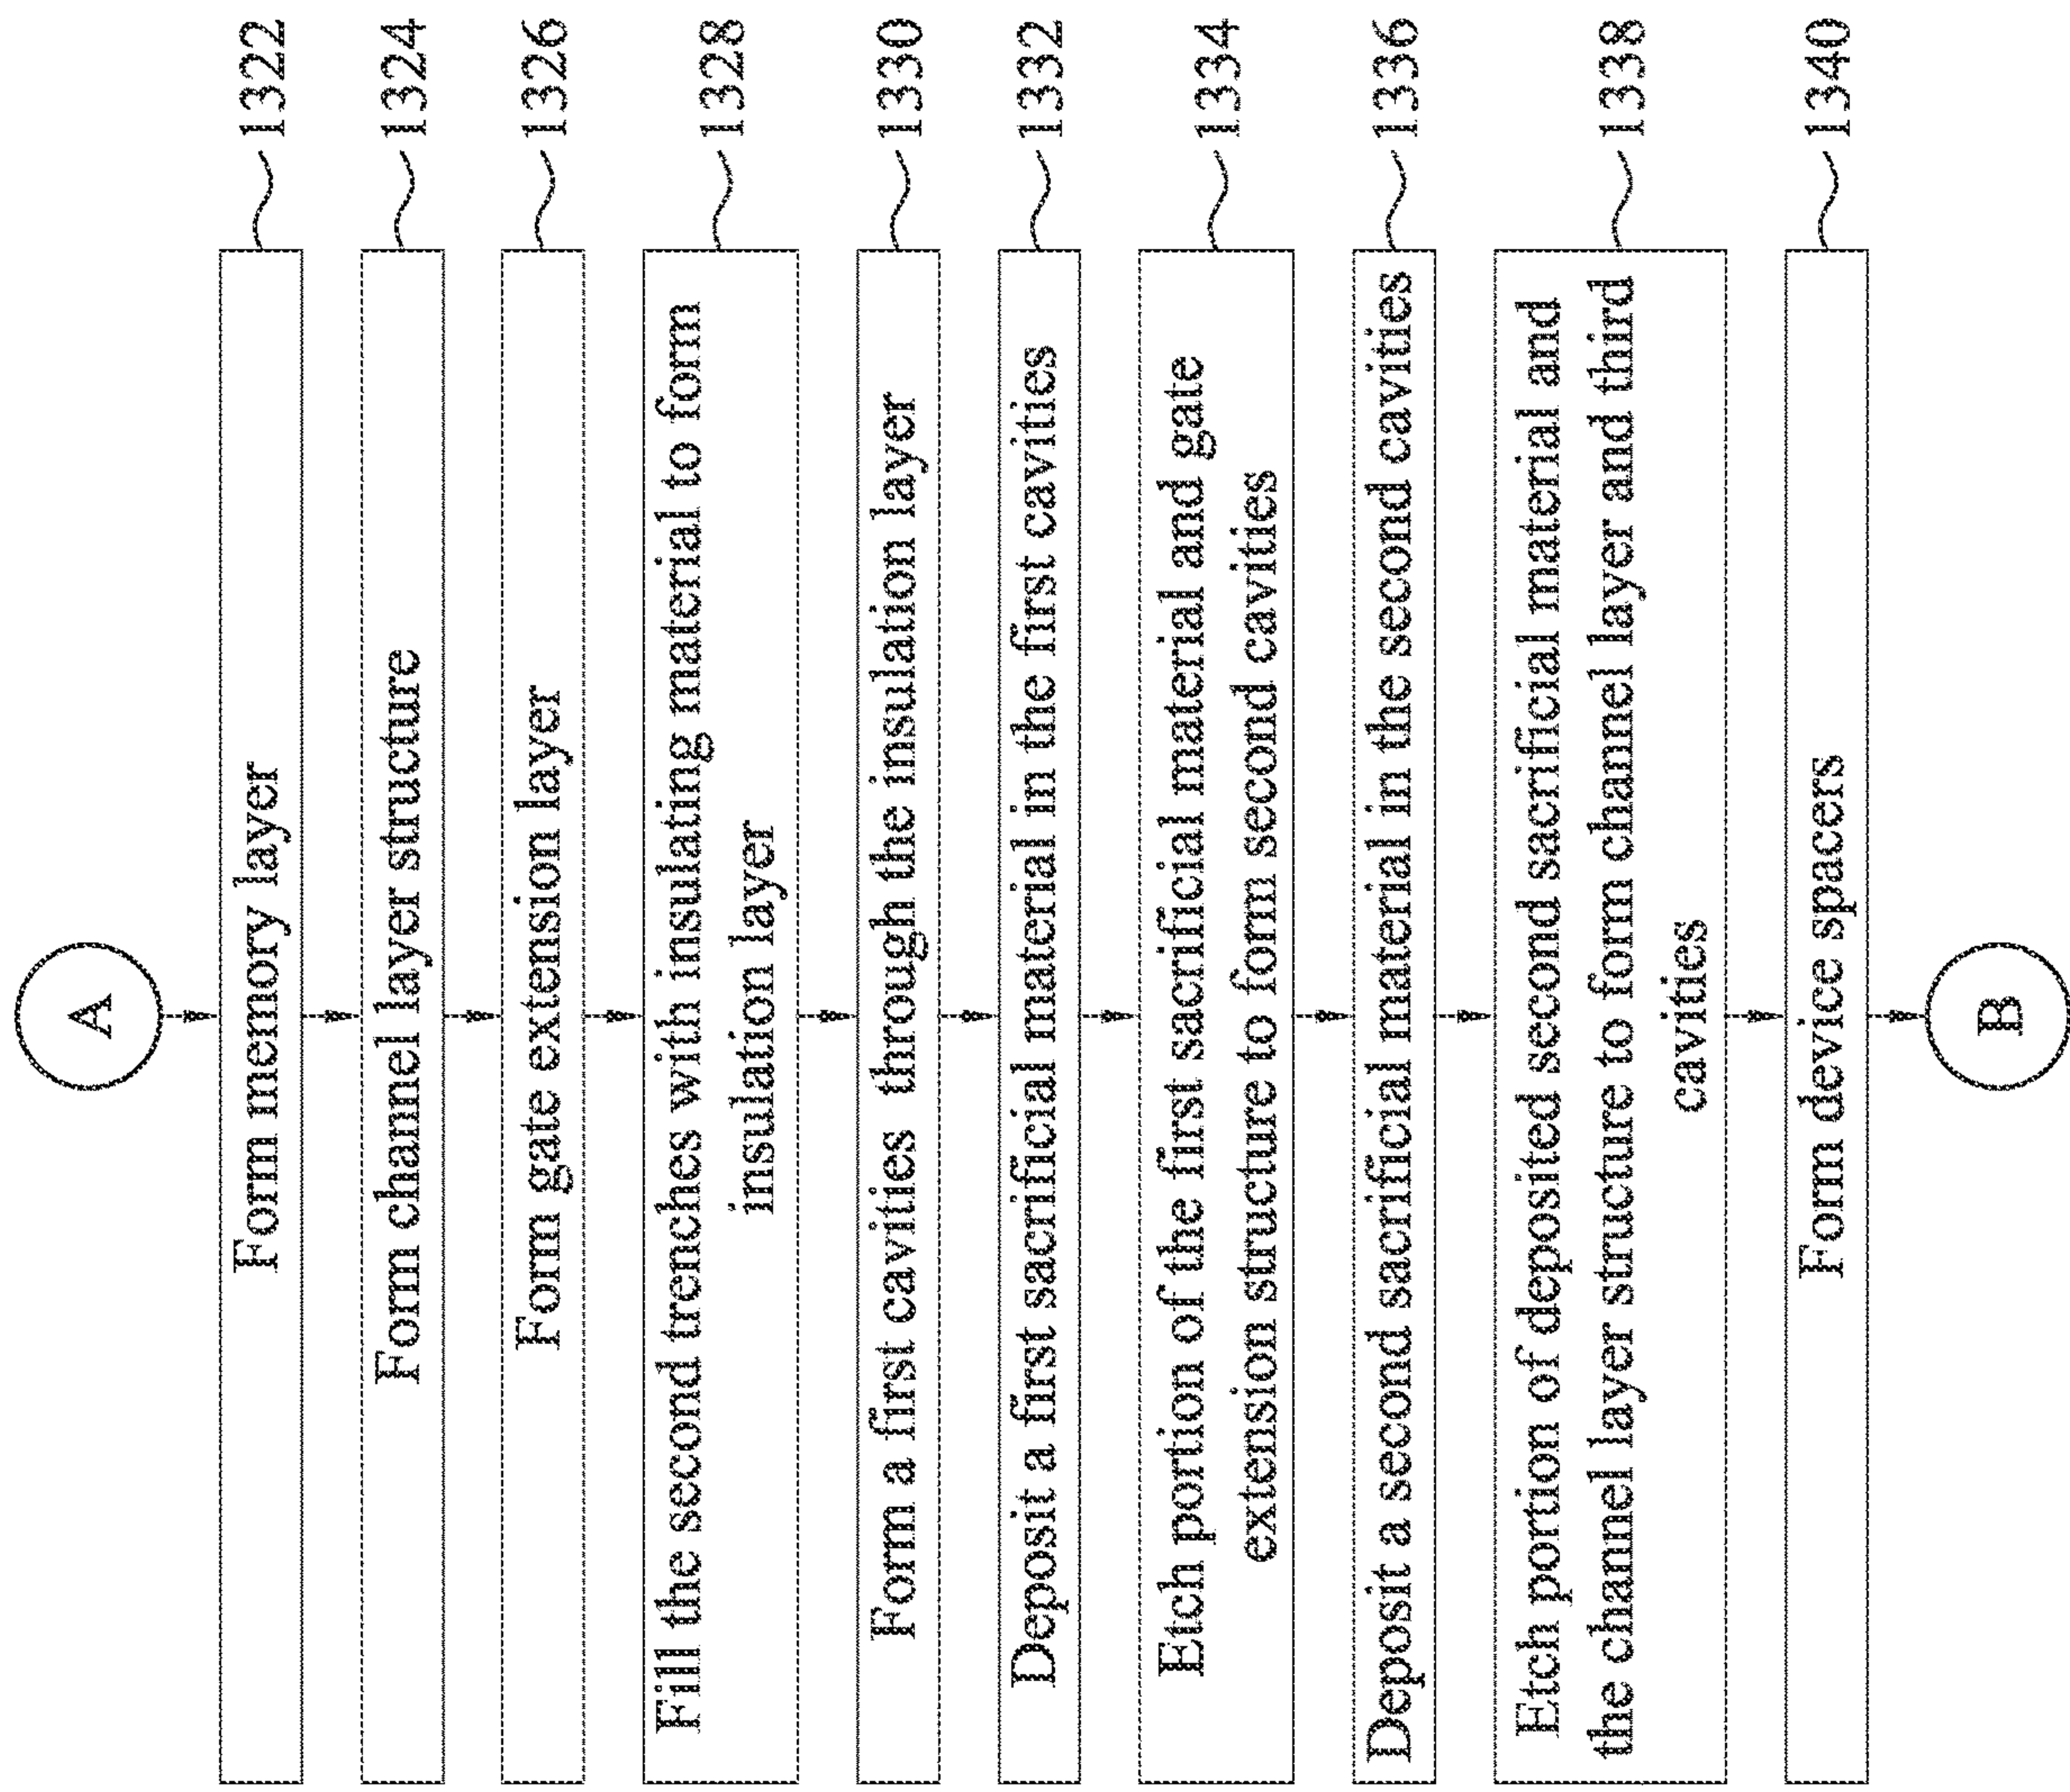 A
Form memory layer
1322
Form channel layer structure
1324
Form gate extension layer
1326
Fill the second trenches with insulating material to form
insulation layer
1328
Form a first cavities through the insulation layer
1330
Deposit a first sacrificial material in the first cavities
1332
Etch portion of the first sacrificial material and gate
extension structure to form second cavities
1334
Deposit a second sacrificial material in the second cavities
1336
Etch portion of deposited second sacrificial material and
the channel layer structure to form channel layer and third
cavities
1338
Form device spacers
1340
B